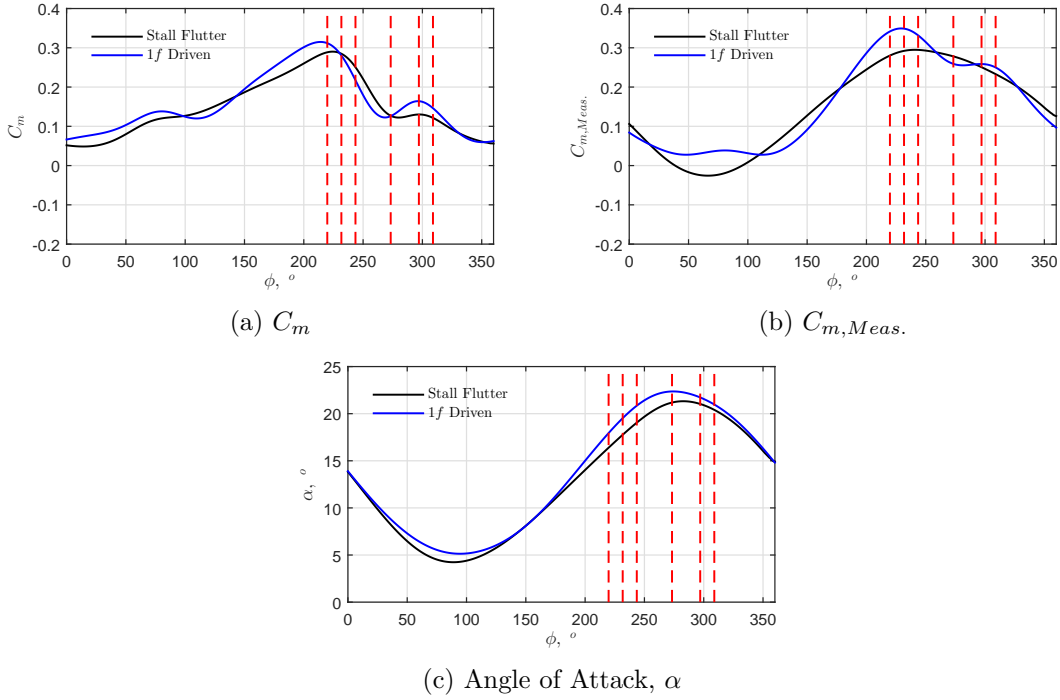 0.4
0.3
0.2
0.1
0
-0.1
-0.2
C_m
Stall Flutter
1f Driven
0 50 100 150 200 250 300 350
ϕ, °
(a) C_m
0.4
0.3
0.2
0.1
0
-0.1
-0.2
C_{m,Meas.}
Stall Flutter
1f Driven
0 50 100 150 200 250 300 350
ϕ, °
(b) C_{m,Meas.}
25
20
15
10
5
0
α, °
Stall Flutter
1f Driven
0 50 100 150 200 250 300 350
ϕ, °
(c) Angle of Attack, α